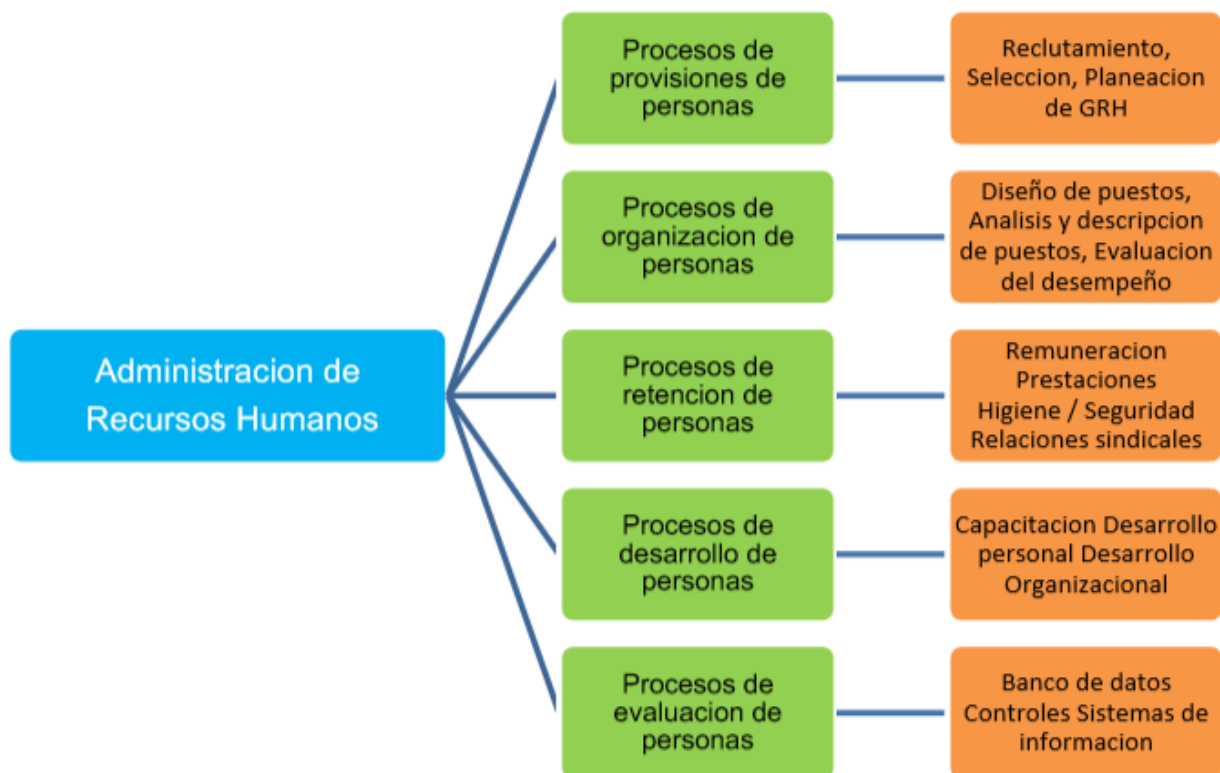 Administracion de
Recursos Humanos
Procesos de
provisiones de
personas
Reclutamiento,
Seleccion, Planeacion
de GRH
Procesos de
organizacion de
personas
Diseño de puestos,
Analisis y descripcion
de puestos, Evaluacion
del desempeño
Procesos de
retencion de
personas
Remuneracion
Prestaciones
Higiene / Seguridad
Relaciones sindicales
Procesos de
desarrollo de
personas
Capacitacion Desarrollo
personal Desarrollo
Organizacional
Procesos de
evaluacion de
personas
Banco de datos
Controles Sistemas de
informacion